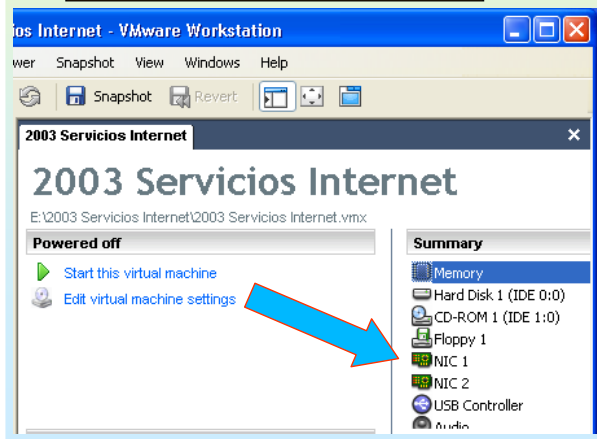 ios Internet - VMware Workstation
wer Snapshot View Windows Help
Snapshot Revert
2003 Servicios Internet
2003 Servicios Internet
E:\2003 Servicios Internet\2003 Servicios Internet.vmx
Powered off
Start this virtual machine
Edit virtual machine settings
Summary
Memory
Hard Disk 1 (IDE 0:0)
CD-ROM 1 (IDE 1:0)
Floppy 1
NIC 1
NIC 2
USB Controller
Audio